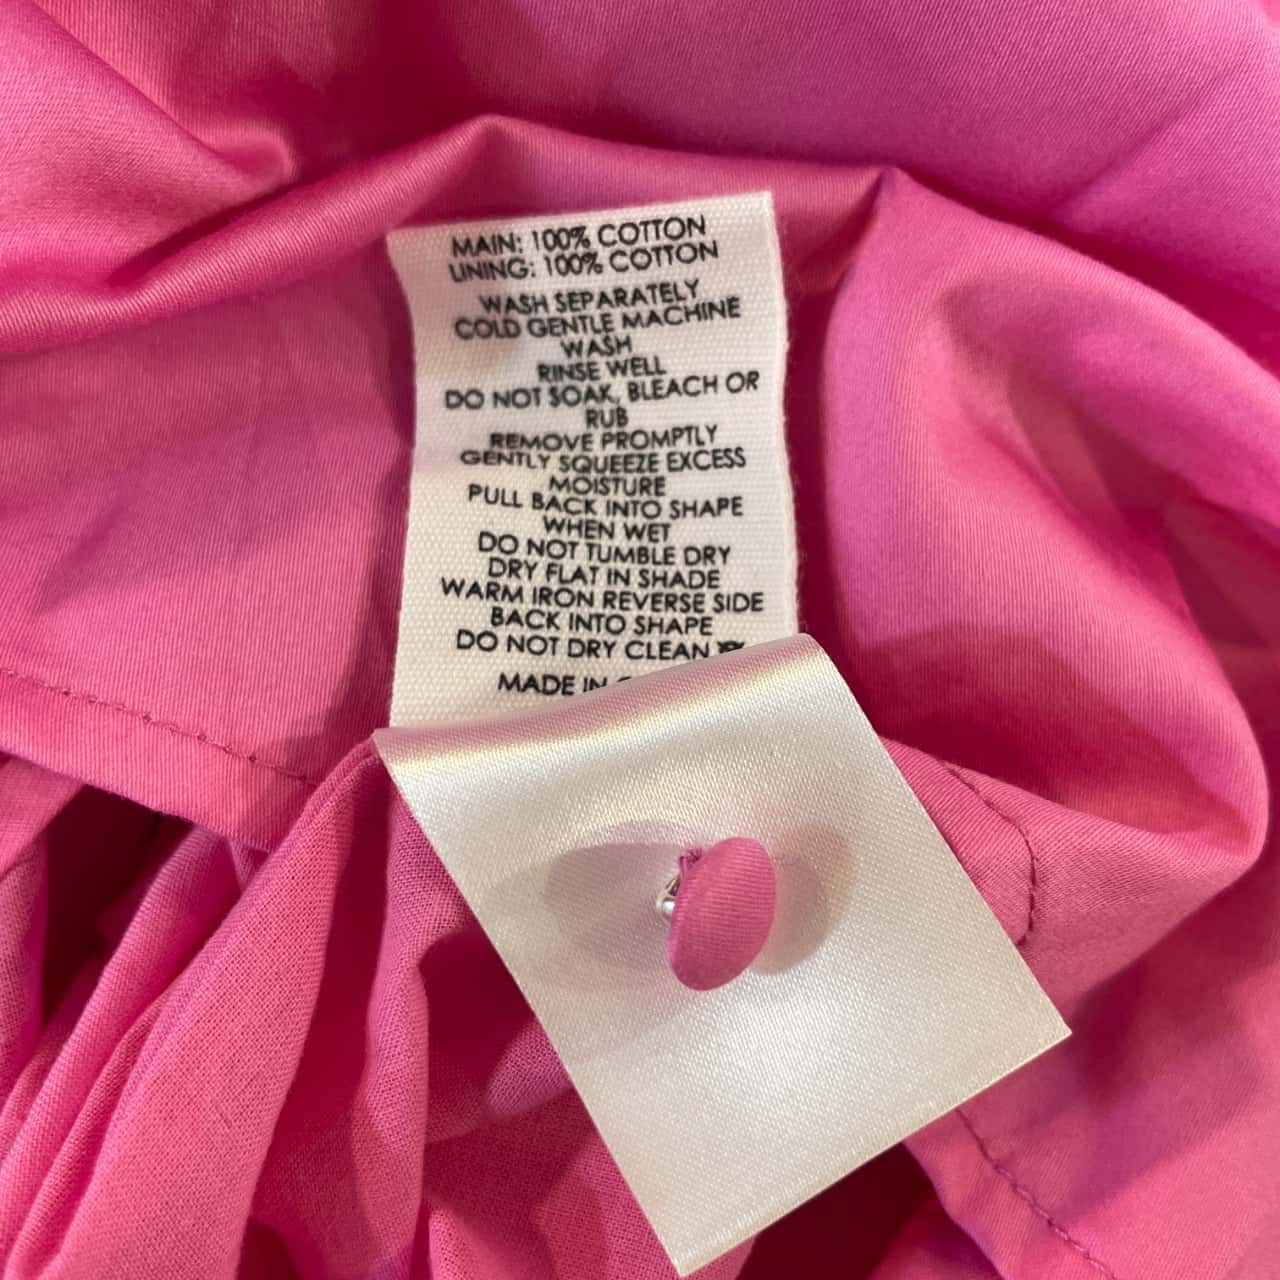 MAIN: 100% COTTON
LINING: 100% COTTON
WASH SEPARATELY
COLD GENTLE MACHINE
WASH
RINSE WELL
DO NOT SOAK, BLEACH OR
RUB
REMOVE PROMPTLY
GENTLY SQUEEZE EXCESS
MOISTURE
PULL BACK INTO SHAPE
WHEN WET
DO NOT TUMBLE DRY
DRY FLAT IN SHADE
WARM IRON REVERSE SIDE
BACK INTO SHAPE
DO NOT DRY CLEAN
MADE IN